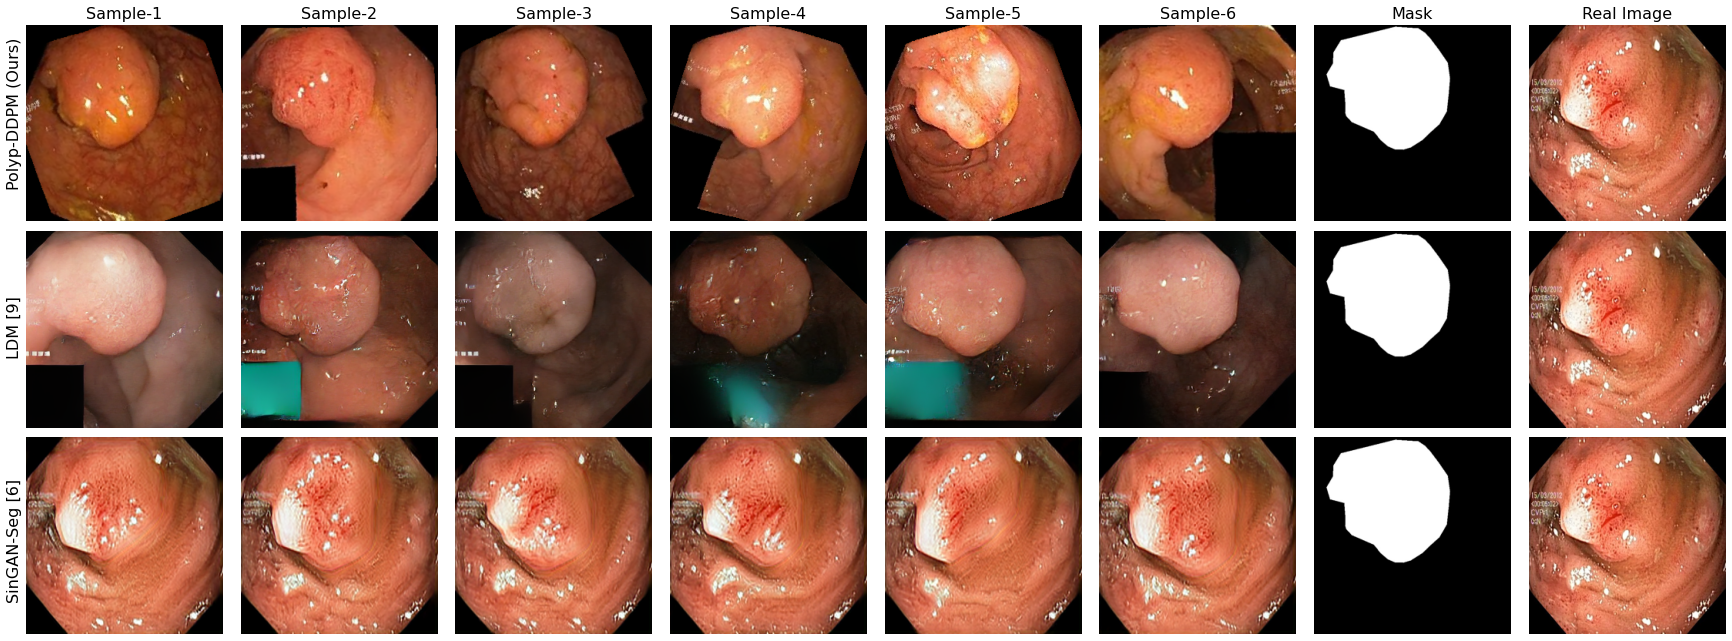 Sample-1 Sample-2 Sample-3 Sample-4 Sample-5 Sample-6 Mask Real Image
Polyp-DDPM (Ours)
LDM [9]
SinGAN-Seg [6]